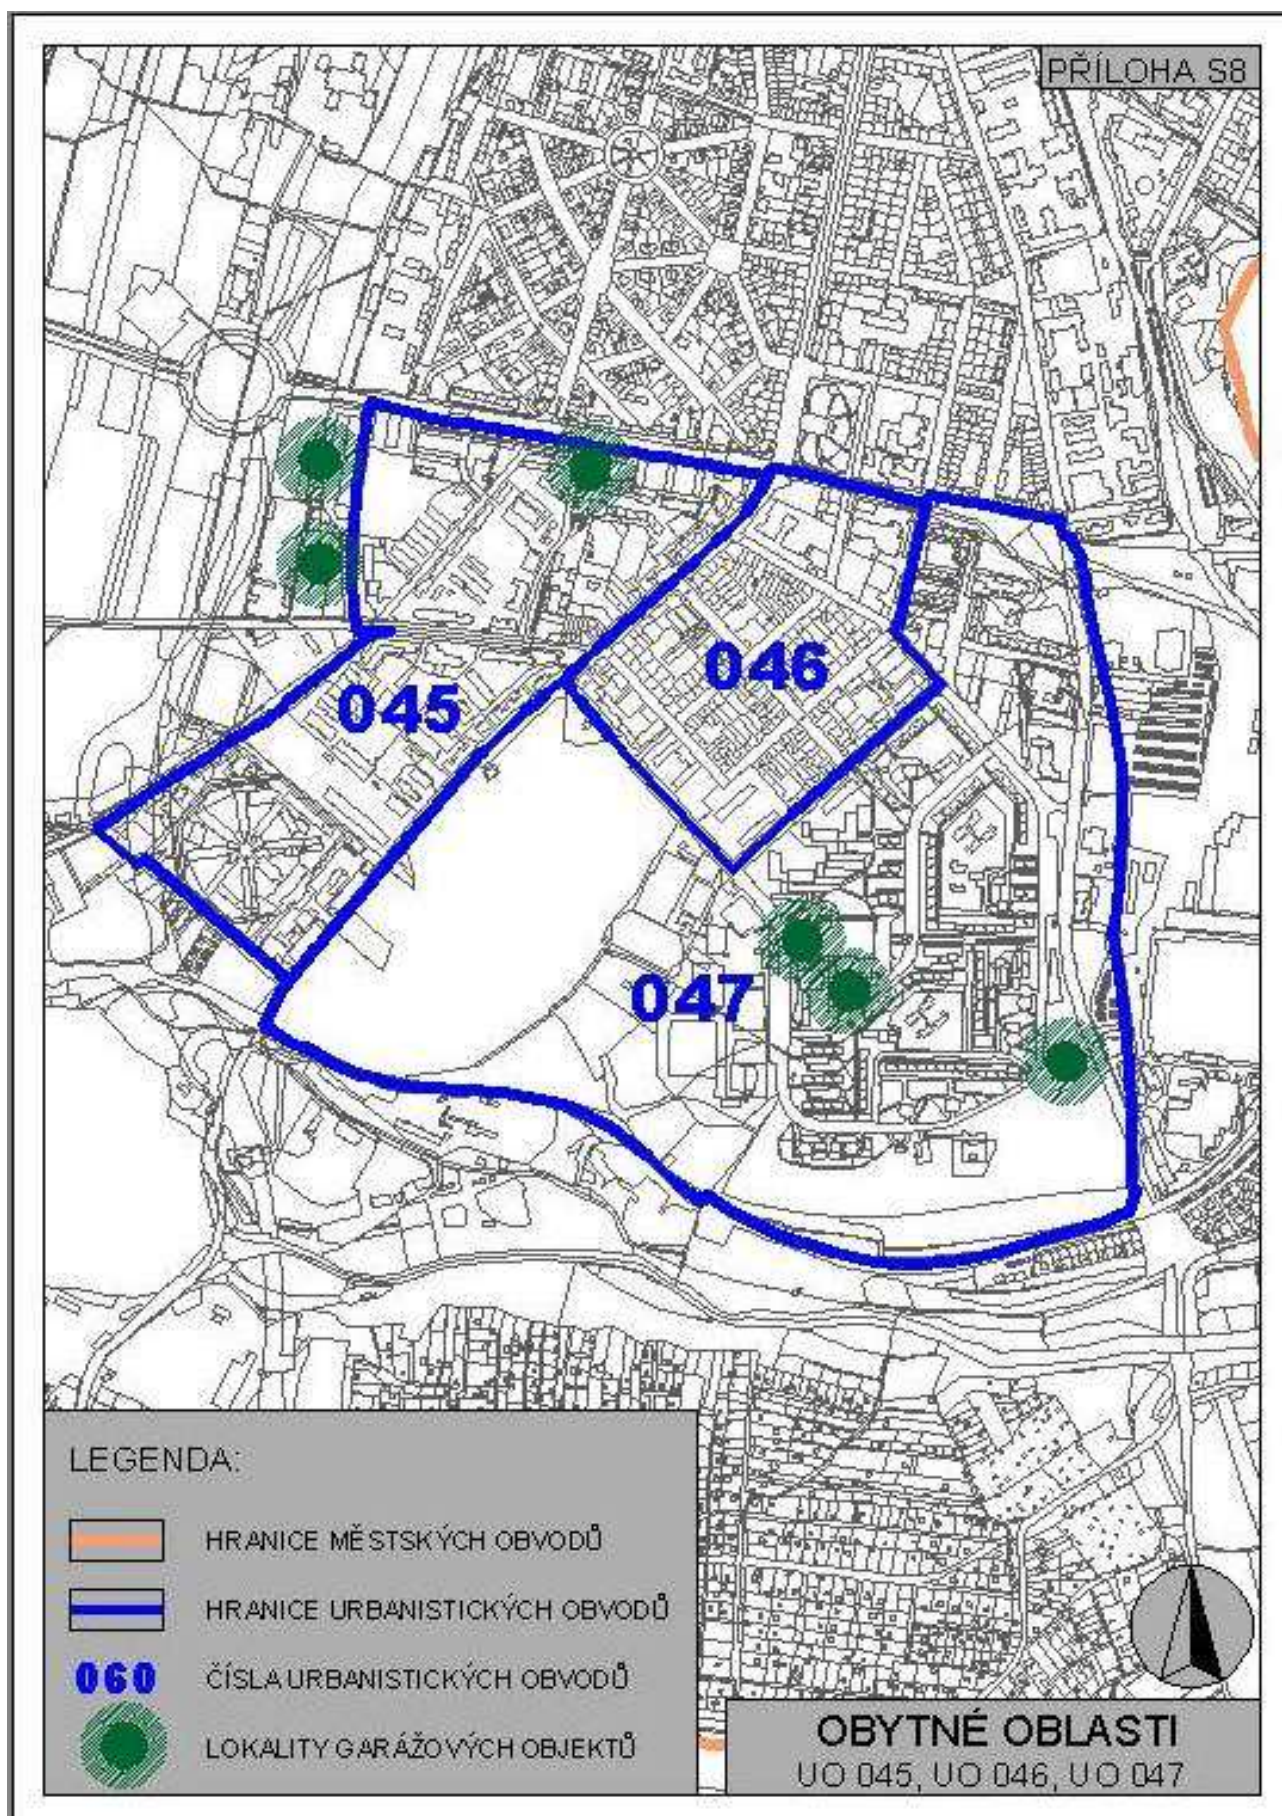 PŘÍLOHA S8
046
045
047
LEGENDA:
HRANICE MĚSTSKÝCH OBVODŮ
HRANICE URBANISTICKÝCH OBVODŮ
060 ČÍSLA URBANISTICKÝCH OBVODŮ
LOKALITY GARÁŽOVÝCH OBJEKTŮ
OBYTNÉ OBLASTI
UO 045, UO 046, UO 047